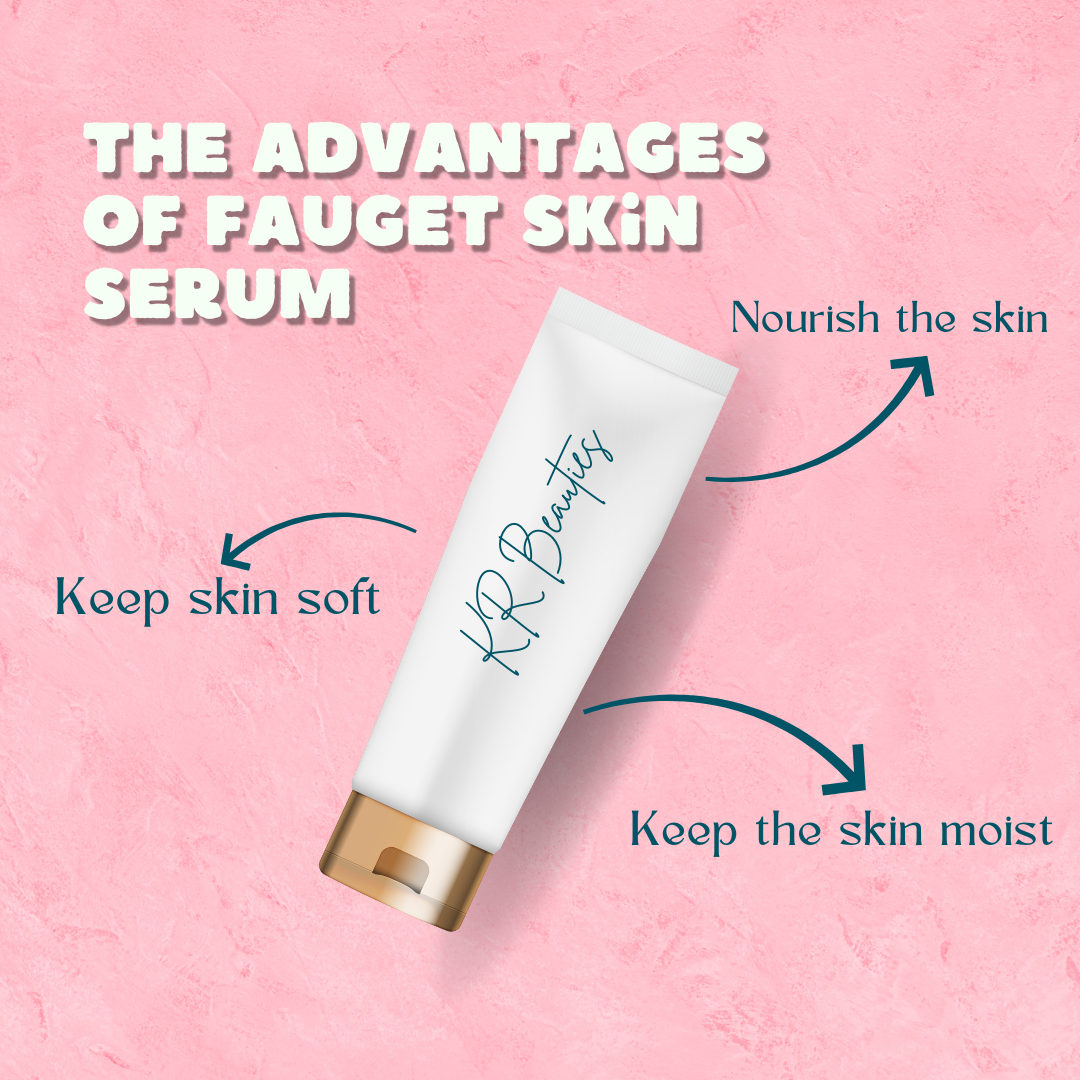 THE ADVANTAGES
OF FAUGET SKiN
SERUM
Nourish the skin
KR Beauties
Keep skin soft
Keep the skin moist